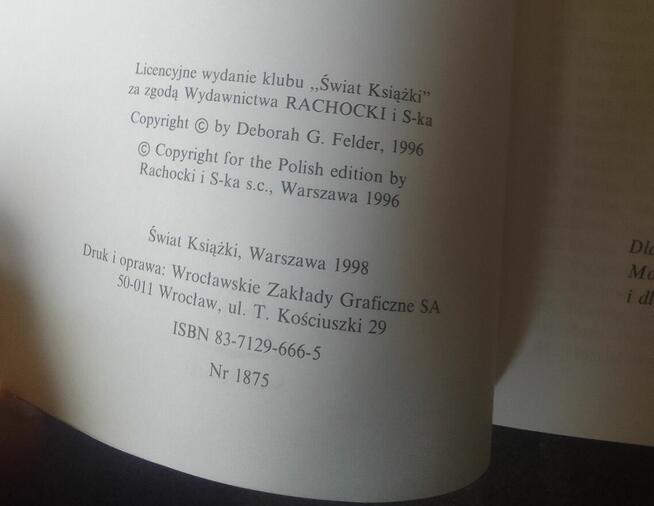 Licencyjne wydanie klubu „Świat Książki”
za zgodą Wydawnictwa RACHOCKI i S-ka
Copyright © by Deborah G. Felder, 1996
© Copyright for the Polish edition by
Rachocki i S-ka s.c., Warszawa 1996
Świat Książki, Warszawa 1998
Druk i oprawa: Wrocławskie Zakłady Graficzne SA
50-011 Wrocław, ul. T. Kościuszki 29
ISBN 83-7129-666-5
Nr 1875
i